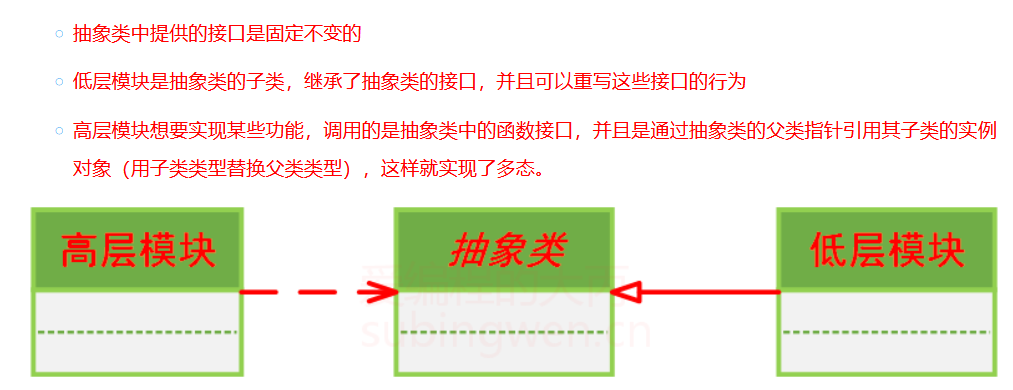 抽象类中提供的接口是固定不变的
低层模块是抽象类的子类，继承了抽象类的接口，并且可以重写这些接口的行为
高层模块想要实现某些功能，调用的是抽象类中的函数接口，并且是通过抽象类的父类指针引用其子类的实例
对象（用子类类型替换父类类型），这样就实现了多态。
高层模块 抽象类 低层模块
爱编程的大丙
subingwen.cn